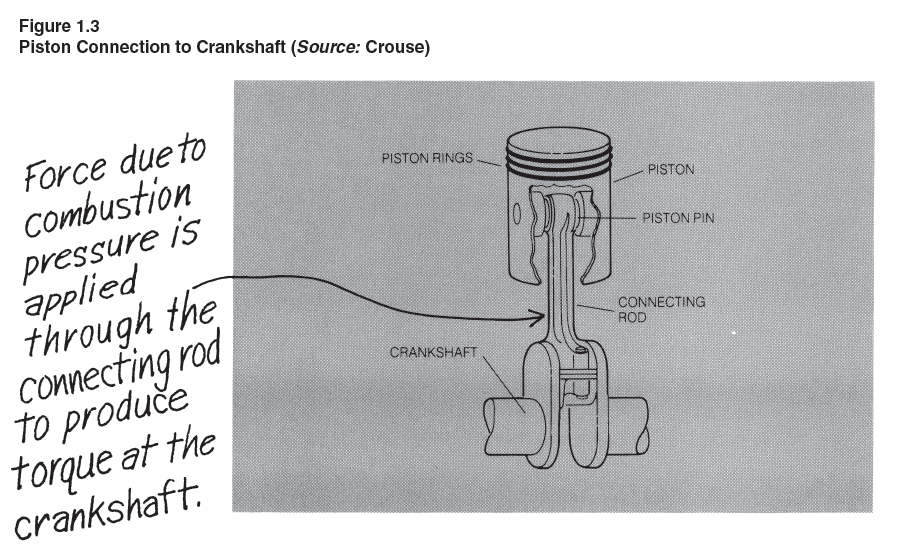 Figure 1.3
Piston Connection to Crankshaft (Source: Crouse)
Force due to
combustion
pressure is
applied
through the
connecting rod
to produce
torque at the
crankshaft.
PISTON RINGS
PISTON
PISTON PIN
CONNECTING
ROD
CRANKSHAFT